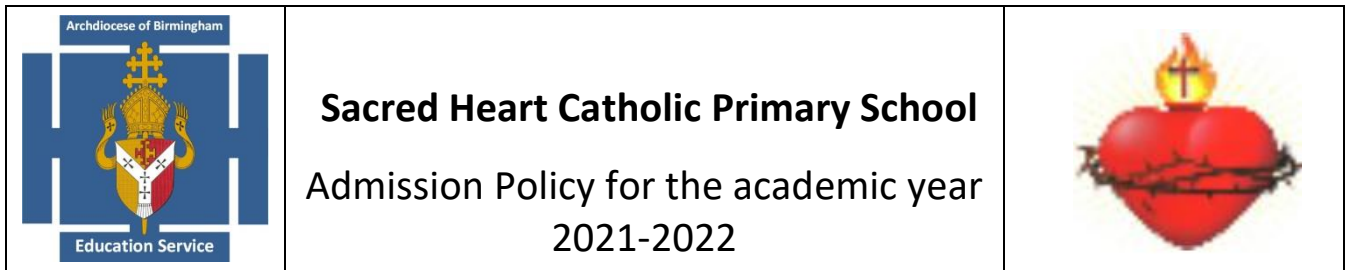 Archdiocese of Birmingham
Education Service
Sacred Heart Catholic Primary School
Admission Policy for the academic year
2021-2022